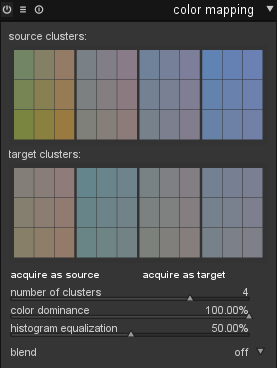 color mapping
source clusters:
target clusters:
acquire as source acquire as target
number of clusters 4
color dominance 100.00%
histogram equalization 50.00%
blend off